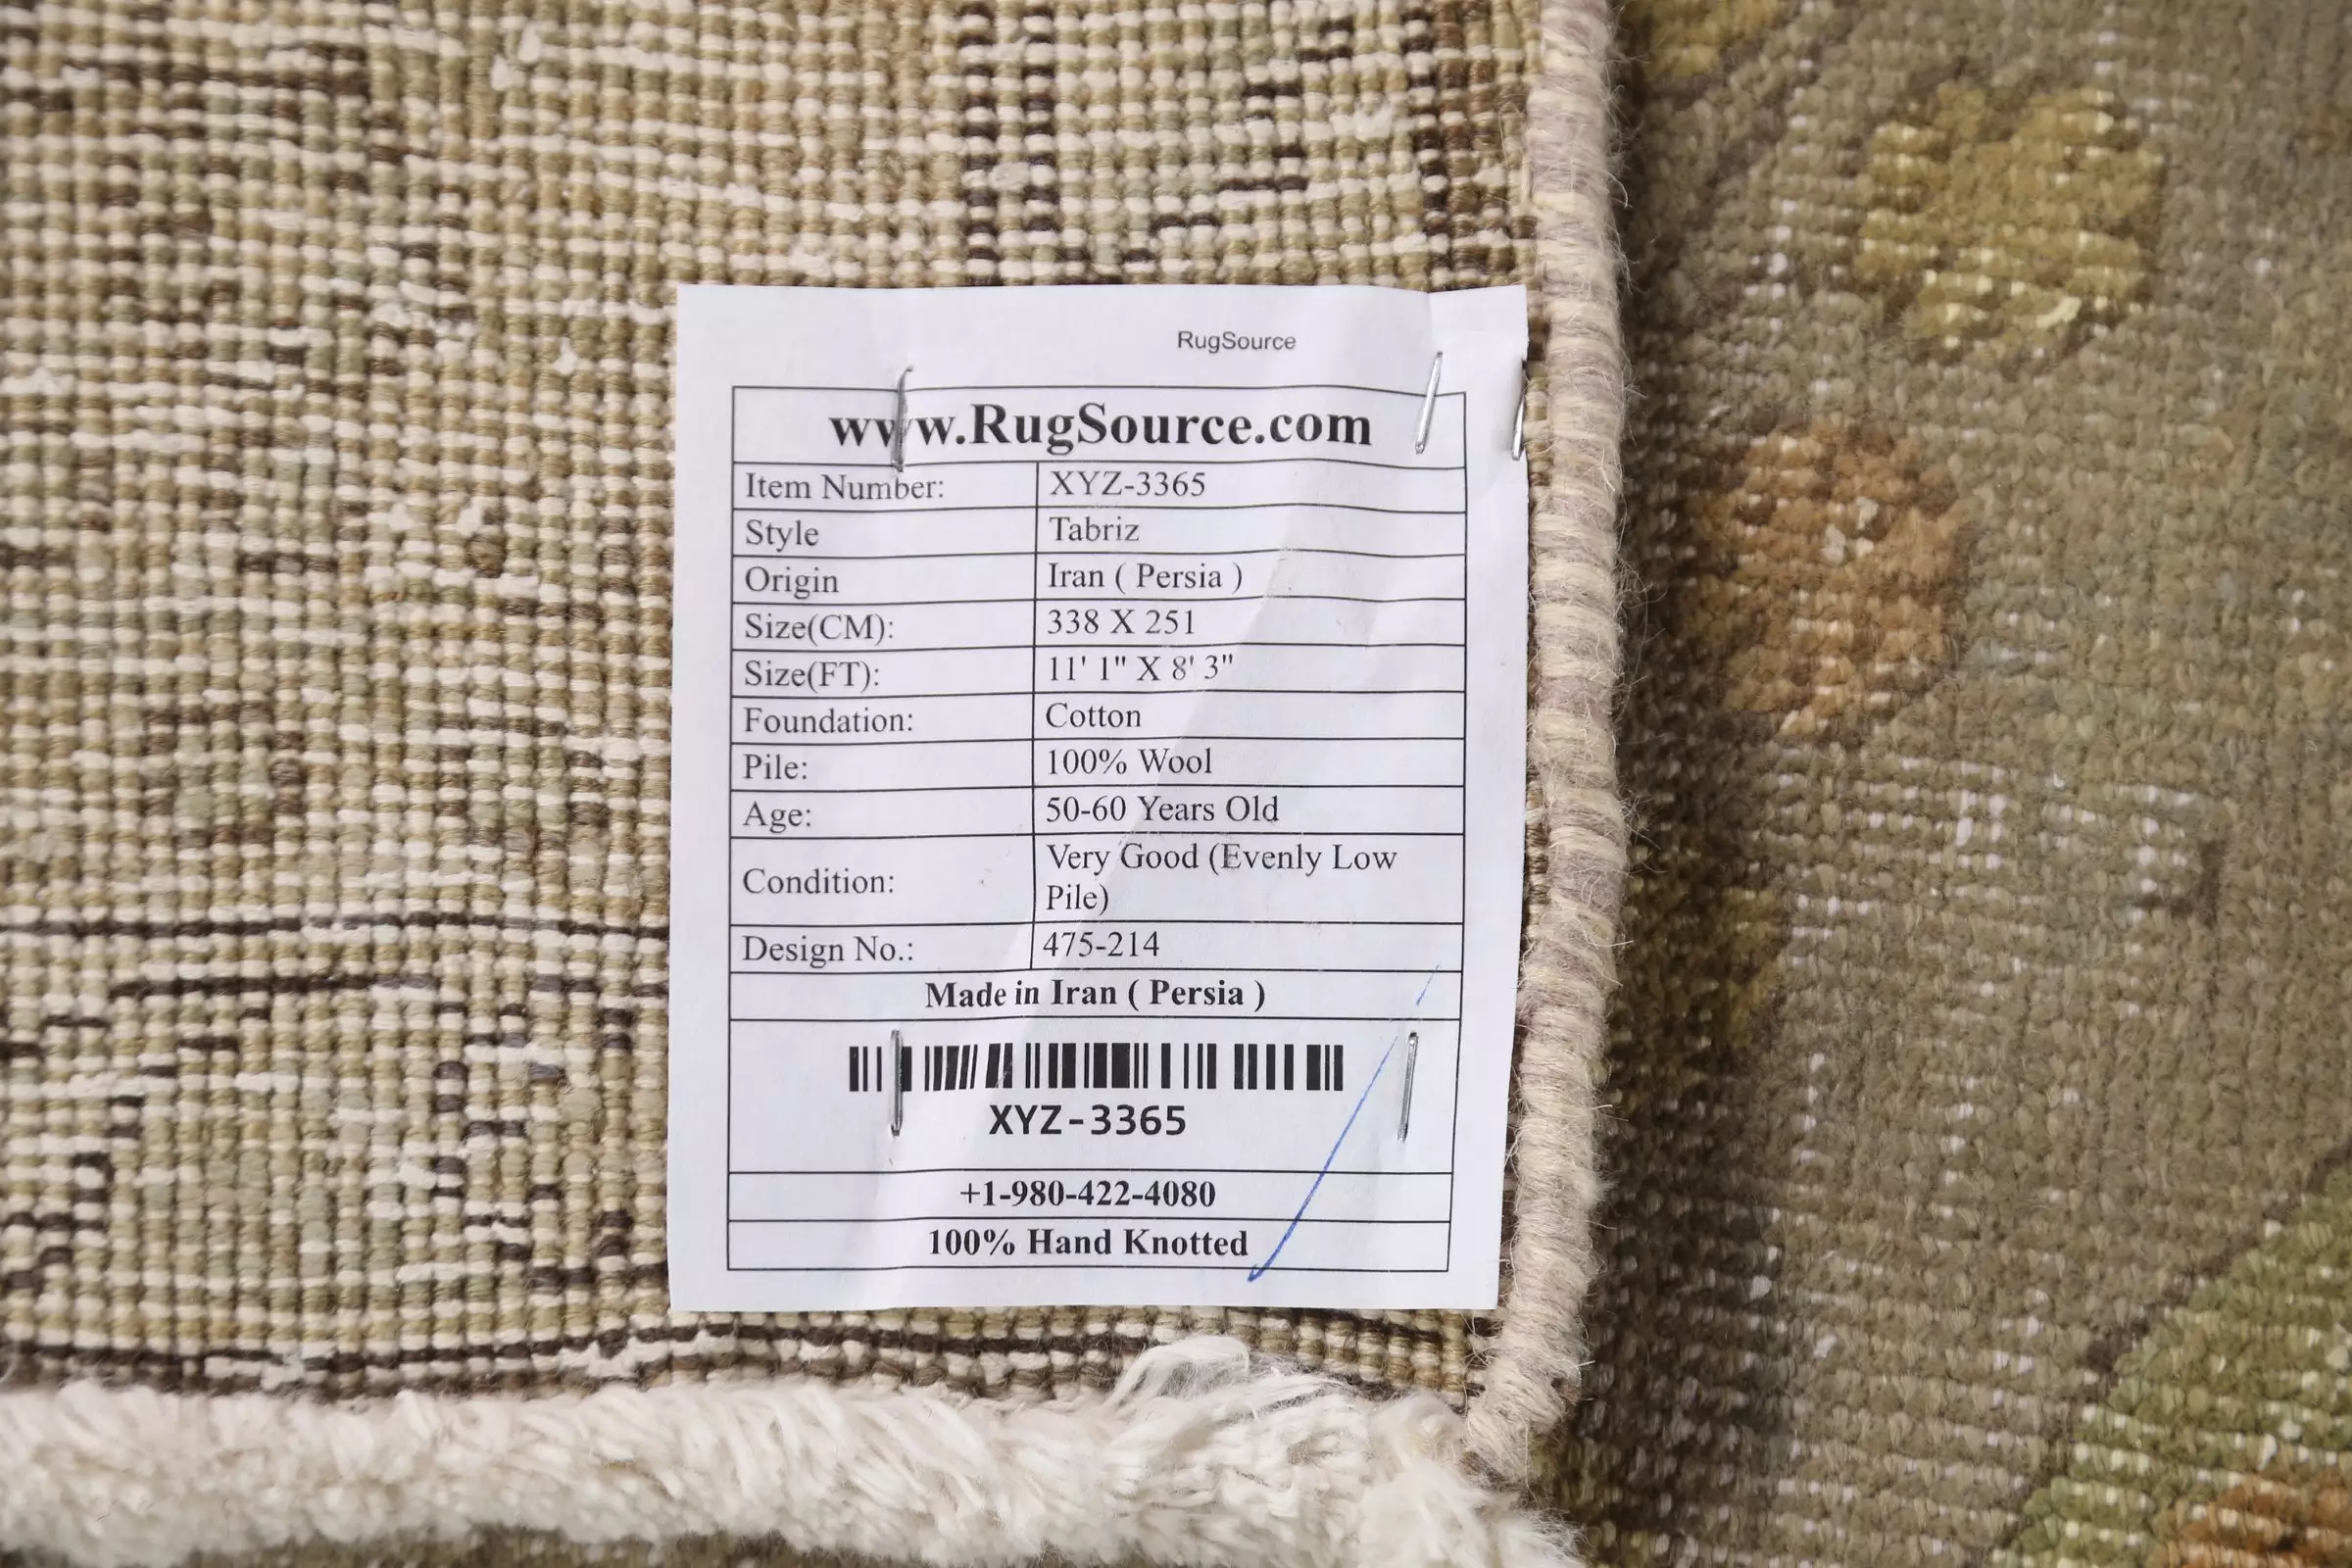 RugSource
www.RugSource.com
Item Number: XYZ-3365
Style Tabriz
Origin Iran ( Persia )
Size(CM): 338 X 251
Size(FT): 11' 1" X 8' 3"
Foundation: Cotton
Pile: 100% Wool
Age: 50-60 Years Old
Condition: Very Good (Evenly Low
Pile)
Design No.: 475-214
Made in Iran ( Persia )
XYZ-3365
+1-980-422-4080
100% Hand Knotted